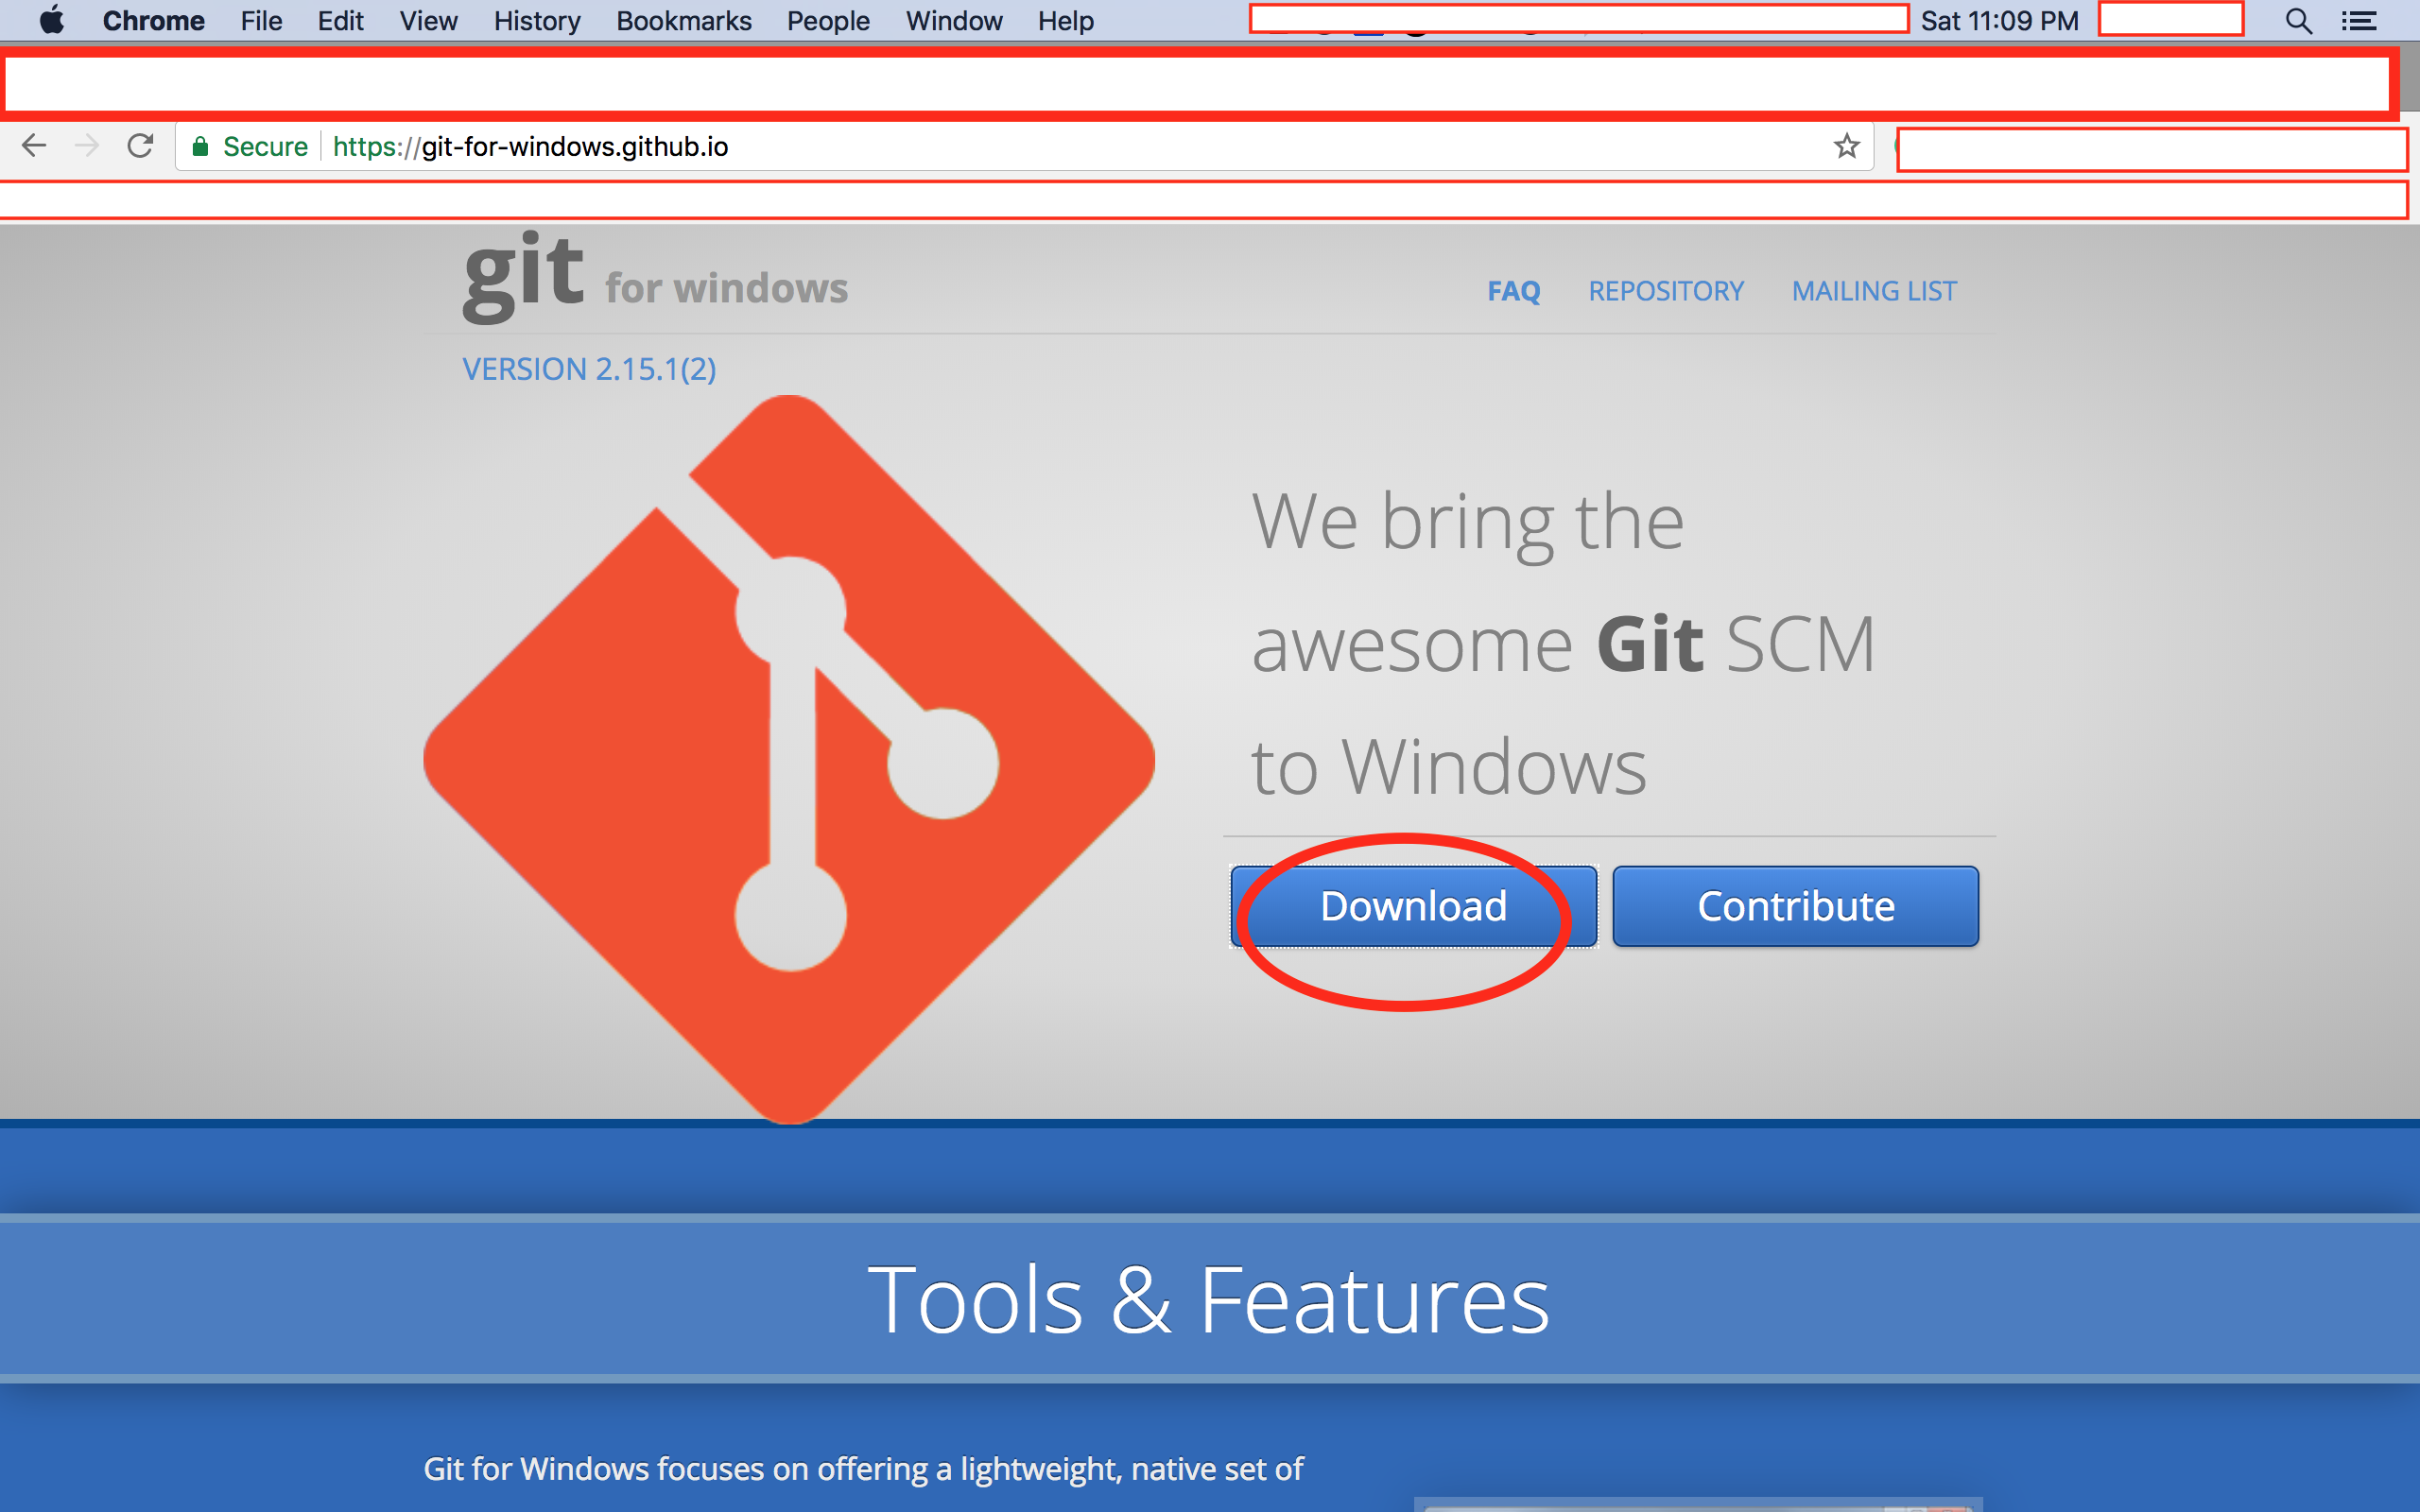 Chrome File Edit View History Bookmarks People Window Help Sat 11:09 PM
Secure https://git-for-windows.github.io
git for windows
FAQ REPOSITORY MAILING LIST
VERSION 2.15.1(2)
We bring the
awesome Git SCM
to Windows
Download Contribute
Tools & Features
Git for Windows focuses on offering a lightweight, native set of